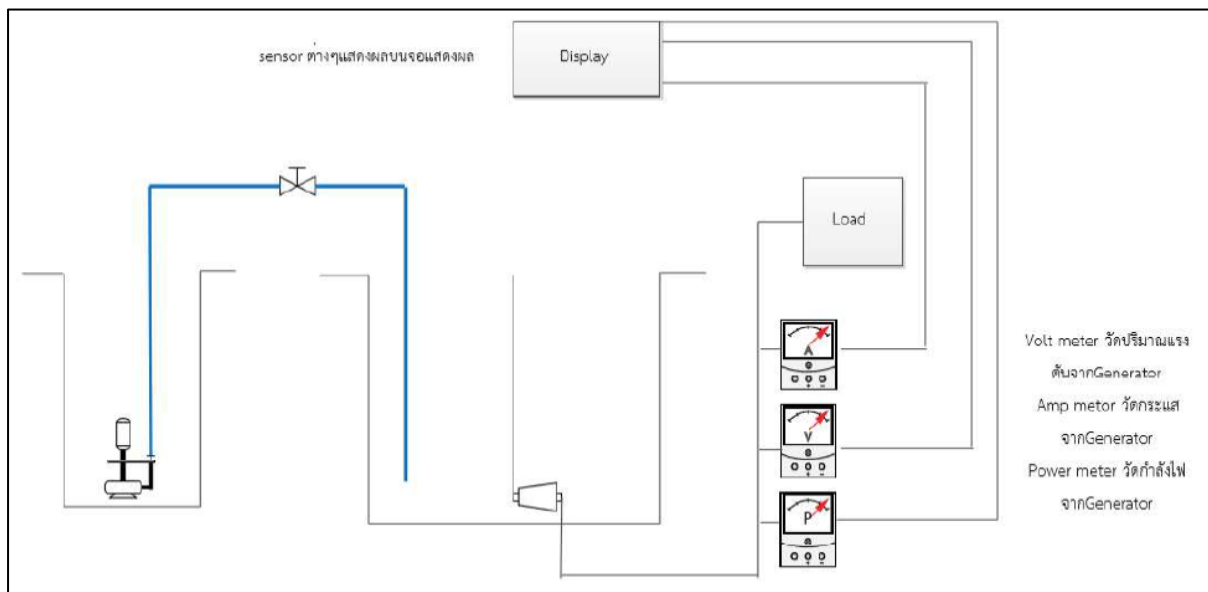 sensor ต่างๆแสดงผลบนจอแสดงผล
Display
Load
A
V
P
Volt meter วัดปริมาณแรง
ดันจากGenerator
Amp metor วัดกระแส
จากGenerator
Power meter วัดกำลังไฟ
จากGenerator